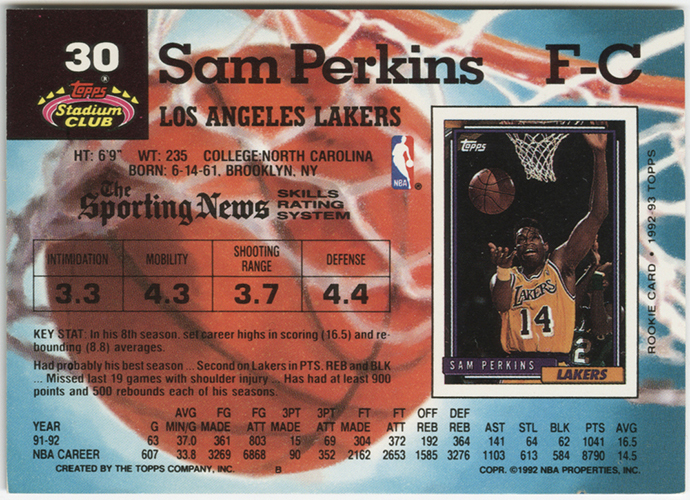 30
Topps
Stadium
CLUB
Sam Perkins F-C
LOS ANGELES LAKERS
HT: 6'9" WT: 235 COLLEGE:NORTH CAROLINA
BORN: 6-14-61, BROOKLYN, NY
NBA
The Sporting News
SKILLS
RATING
SYSTEM
INTIMIDATION MOBILITY SHOOTING RANGE DEFENSE
3.3 4.3 3.7 4.4
KEY STAT: In his 8th season, set career highs in scoring (16.5) and re-
bounding (8.8) averages.
Had probably his best season ... Second on Lakers in PTS. REB and BLK
... Missed last 19 games with shoulder injury ... Has had at least 900
points and 500 rebounds each of his seasons.
Topps
LAKERS
14
2
SAM PERKINS
LAKERS
ROOKIE CARD • 1992-93 TOPPS
AVG FG FG 3PT 3PT FT FT OFF DEF
YEAR G MIN/G MADE ATT MADE ATT MADE ATT REB REB AST STL BLK PTS AVG
91-92 63 37.0 361 803 15 69 304 372 192 364 141 64 62 1041 16.5
NBA CAREER 607 33.8 3269 6868 90 352 2162 2653 1585 3276 1103 613 584 8790 14.5
CREATED BY THE TOPPS COMPANY, INC. B COPR. ©1992 NBA PROPERTIES, INC.